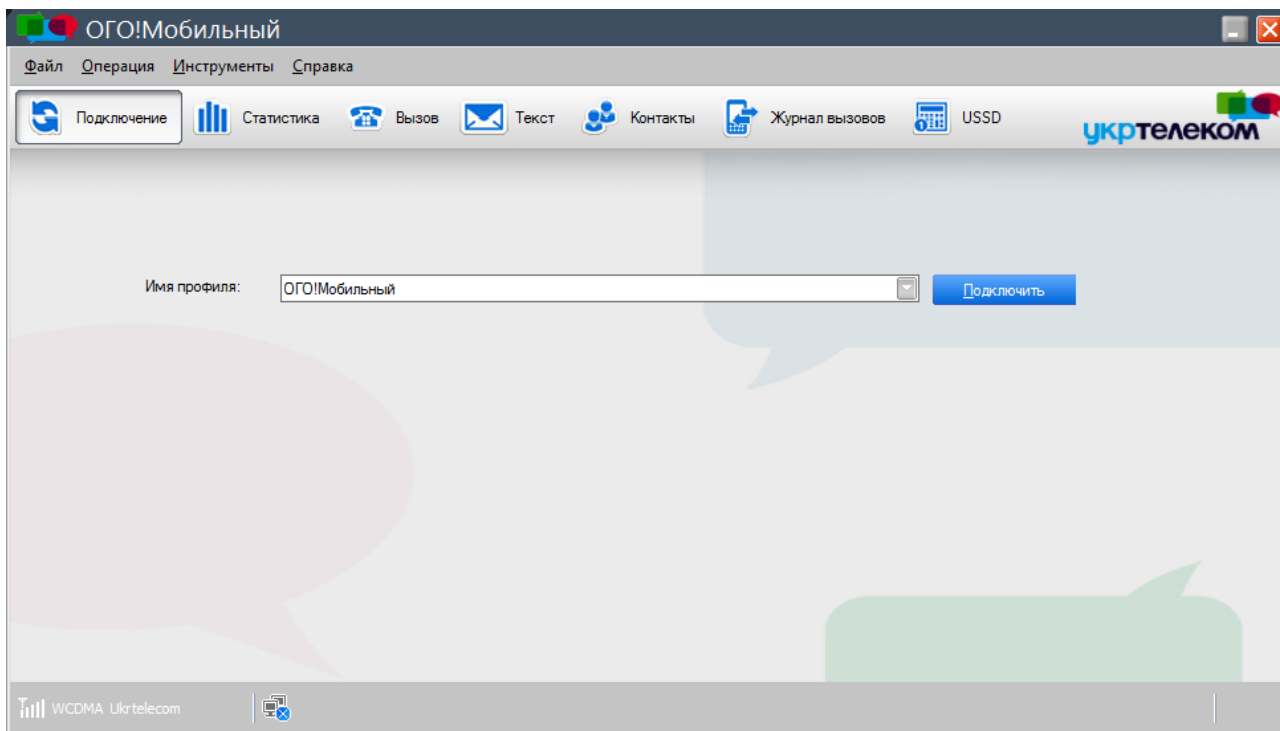 ОГО!Мобильный
Файл Операция Инструменты Справка
Подключение Статистика Вызов Текст Контакты Журнал вызовов USSD укртелеком
Имя профиля: ОГО!Мобильный Подключить
WCDMA Ukrtelecom